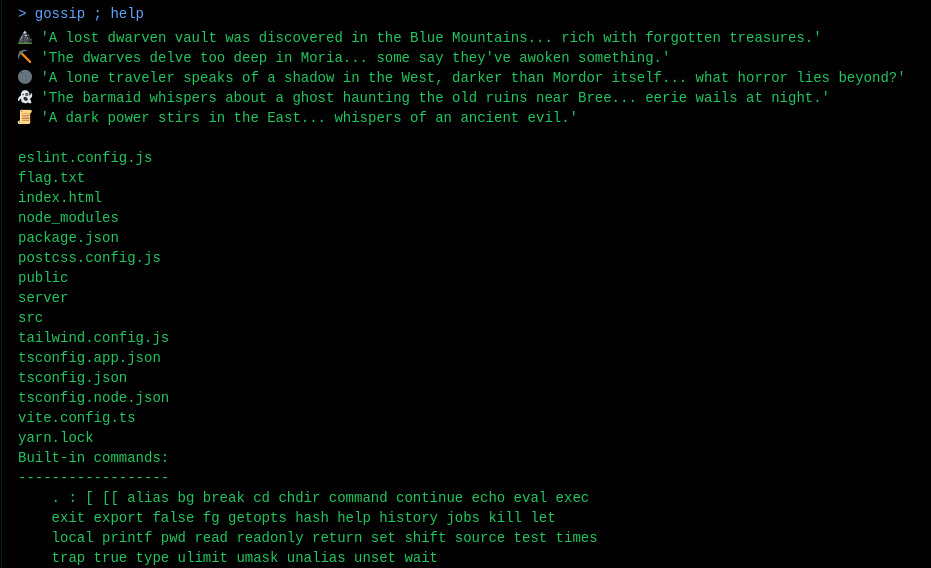 > gossip ; help
'A lost dwarven vault was discovered in the Blue Mountains... rich with forgotten treasures.'
'The dwarves delve too deep in Moria... some say they've awoken something.'
'A lone traveler speaks of a shadow in the West, darker than Mordor itself... what horror lies beyond?'
'The barmaid whispers about a ghost haunting the old ruins near Bree... eerie wails at night.'
'A dark power stirs in the East... whispers of an ancient evil.'
eslint.config.js
flag.txt
index.html
node_modules
package.json
postcss.config.js
public
server
src
tailwind.config.js
tsconfig.app.json
tsconfig.json
tsconfig.node.json
vite.config.ts
yarn.lock
Built-in commands:
------------------
. : [ [[ alias bg break cd chdir command continue echo eval exec
exit export false fg getopts hash help history jobs kill let
local printf pwd read readonly return set shift source test times
trap true type ulimit umask unalias unset wait